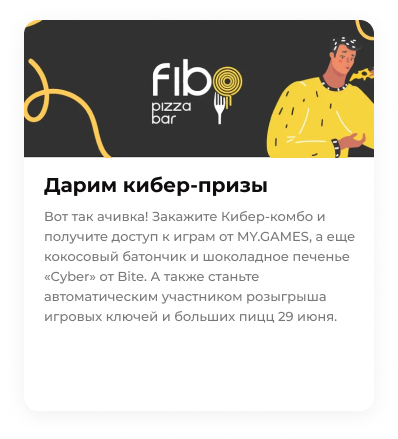 fibo
pizza
bar
Дарим кибер-призы
Вот так ачивка! Закажите Кибер-комбо и
получите доступ к играм от MY.GAMES, а еще
кокосовый батончик и шоколадное печенье
«Cyber» от Bite. А также станьте
автоматическим участником розыгрыша
игровых ключей и больших пицц 29 июня.